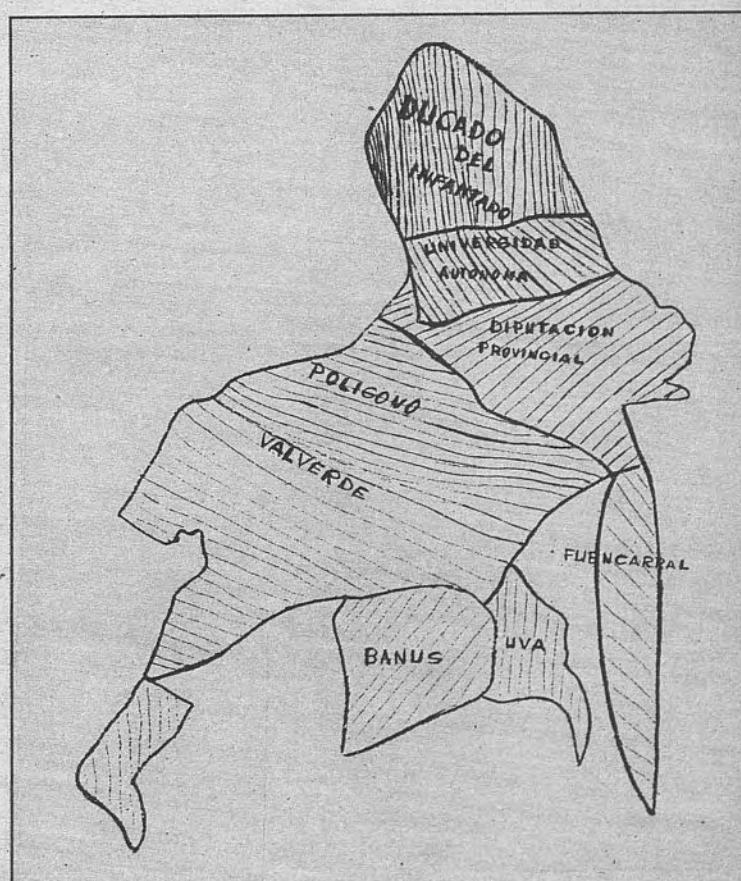 DUCADO
DEL
INFANTADO
UNIVERSIDAD
AUTONOMA
DIPUTACION
PROVINCIAL
POLIGONO
VALVERDE
FUENCARRAL
BANUS
UVA